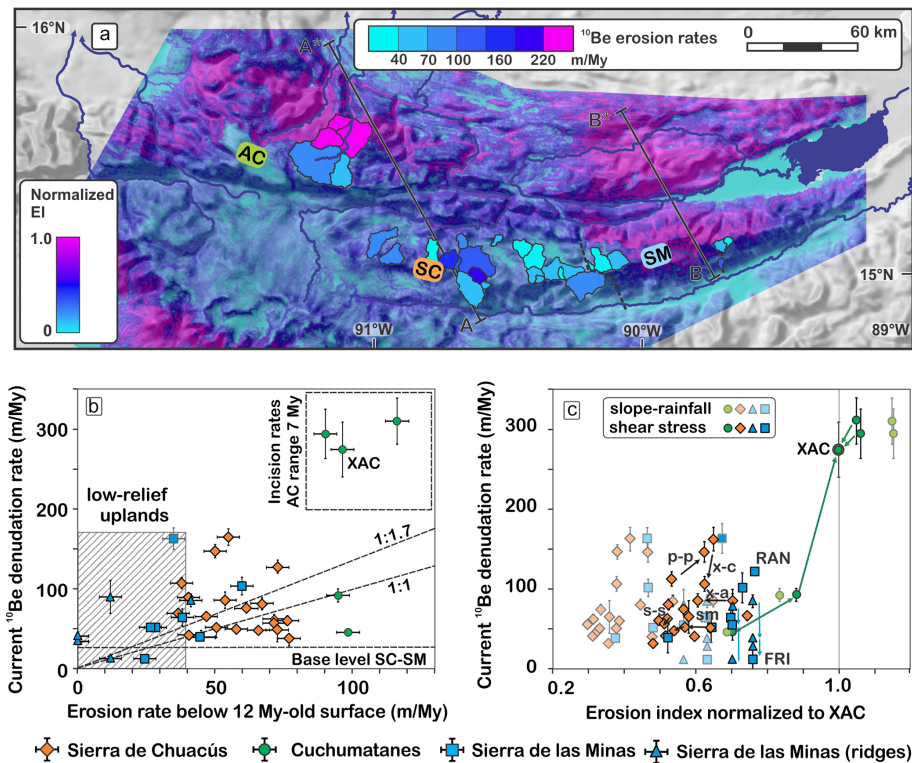 16°N
a
A*
10Be erosion rates
40 70 100 160 220 m/My
0 60 km
B*
AC
Normalized
EI
1.0
0
SC
SM
B
15°N
A
91°W
90°W
89°W
Current 10Be denudation rate (m/My)
b
300
200
100
0
low-relief
uplands
Incision rates
AC range 7 My
XAC
1:1.7
1:1
Base level SC-SM
0 50 100
Erosion rate below 12 My-old surface (m/My)
Current 10Be denudation rate (m/My)
c
300
200
100
0
slope-rainfall
shear stress
XAC
p-p
x-c
RAN
x-a
s-s
sm
FRI
0.2 0.6 1.0
Erosion index normalized to XAC
Sierra de Chuacús
Cuchumatanes
Sierra de las Minas
Sierra de las Minas (ridges)